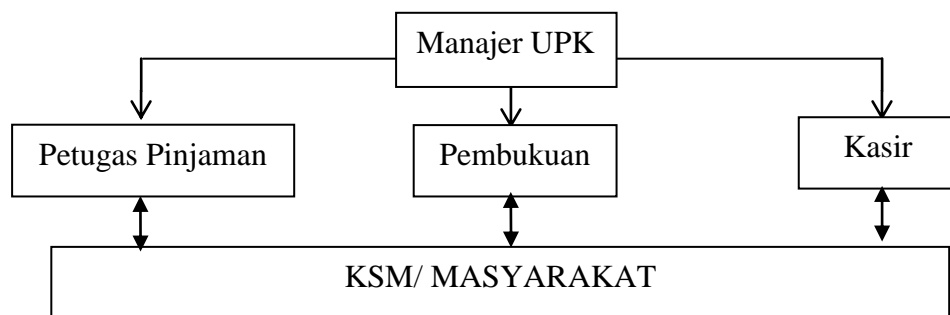 Manajer UPK
Petugas Pinjaman
Pembukuan
Kasir
KSM/ MASYARAKAT